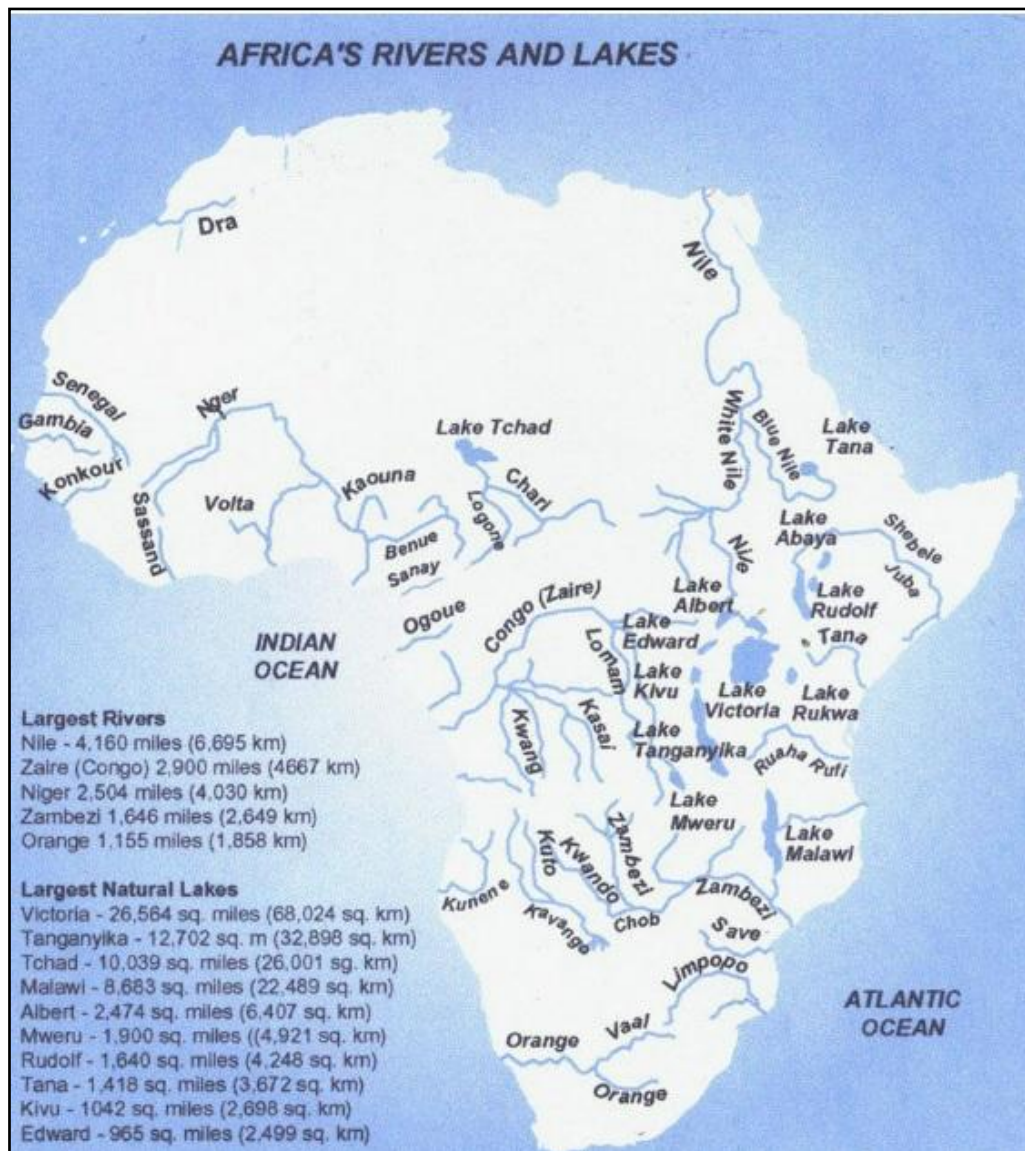 AFRICA'S RIVERS AND LAKES
Dra
Nile
Senegal
Gambia
Konkour
Nger
Sassand
Volta
Kaouna
Benue
Sanay
Lake Tchad
Logone
Chari
White Nile
Blue Nile
Lake
Tana
Lake
Abaya
Shebele
Juba
Nile
Lake
Rudolf
Lake
Albert
Tana
Ogoue
Congo (Zaire)
Lake
Edward
Lomam
Lake
Kivu
Lake
Victoria
Lake
Rukwa
INDIAN
OCEAN
Kwang
Kasai
Lake
Tanganyika
Ruaha Rufi
Lake
Mweru
Lake
Malawi
Kunene
Kuito
Kwando
Zambezi
Kavango
Chob
Zambezi
Save
Limpopo
Vaal
Orange
Orange
ATLANTIC
OCEAN
Largest Rivers
Nile - 4,160 miles (6,695 km)
Zaire (Congo) 2,900 miles (4667 km)
Niger 2,504 miles (4,030 km)
Zambezi 1,646 miles (2,649 km)
Orange 1,155 miles (1,858 km)
Largest Natural Lakes
Victoria - 26,564 sq. miles (68,024 sq. km)
Tanganyika - 12,702 sq. m (32,898 sq. km)
Tchad - 10,039 sq. miles (26,001 sg. km)
Malawi - 8,683 sq. miles (22,489 sq. km)
Albert - 2,474 sq. miles (6,407 sq. km)
Mweru - 1,900 sq. miles ((4,921 sq. km)
Rudolf - 1,640 sq. miles (4,248 sq. km)
Tana - 1,418 sq. miles (3,672 sq. km)
Kivu - 1042 sq. miles (2,698 sq. km)
Edward - 965 sq. miles (2,499 sq. km)